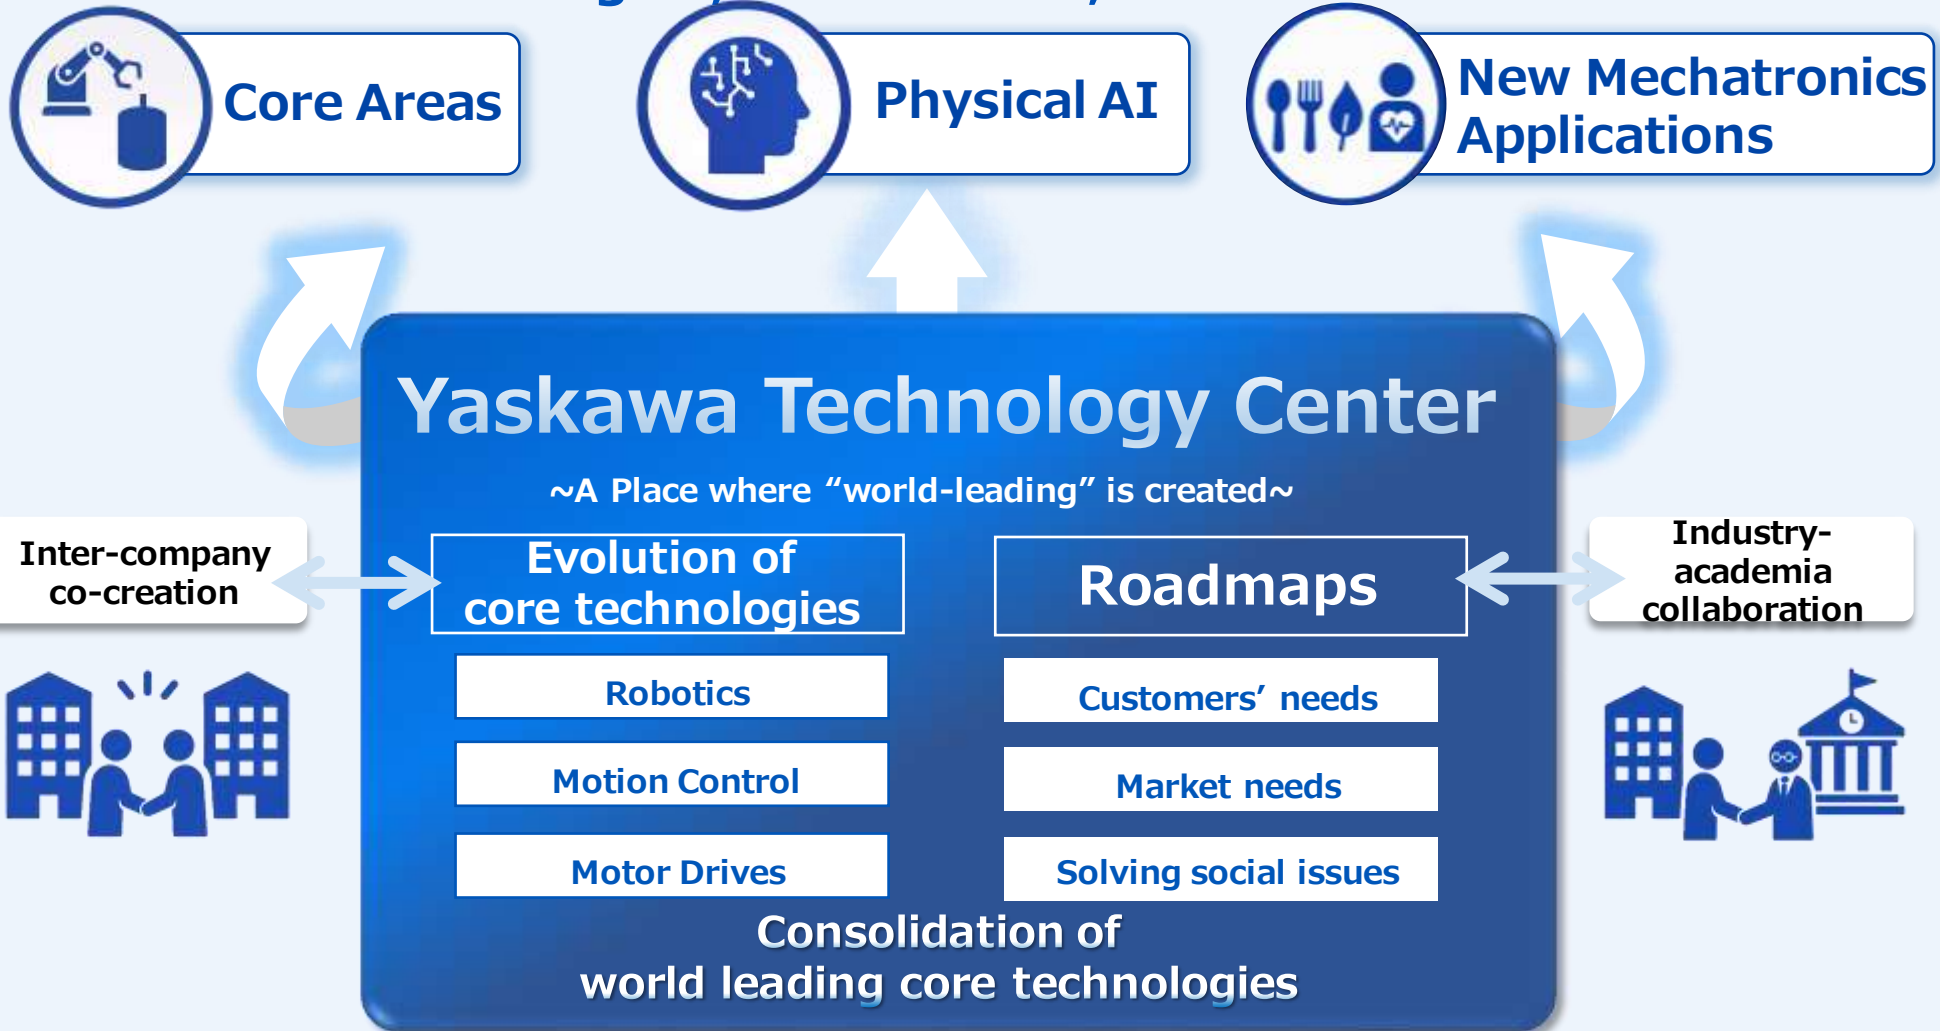 Core Areas
Physical AI
New Mechatronics
Applications
Yaskawa Technology Center
~A Place where “world-leading” is created~
Inter-company
co-creation
Evolution of
core technologies
Roadmaps
Industry-
academia
collaboration
Robotics
Customers’ needs
Motion Control
Market needs
Motor Drives
Solving social issues
Consolidation of
world leading core technologies